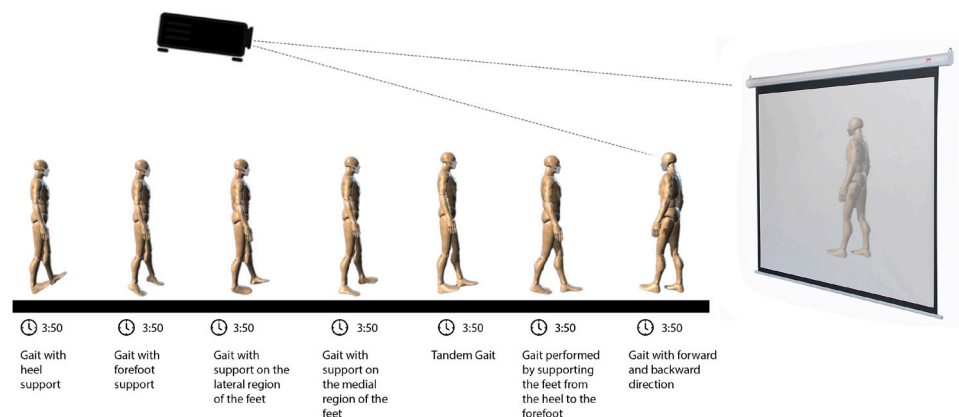 3:50
Gait with
heel
support
3:50
Gait with
forefoot
support
3:50
Gait with
support on the
lateral region
of the feet
3:50
Gait with
support on
the medial
region of the
feet
3:50
Tandem Gait
3:50
Gait performed
by supporting
the feet from
the heel to the
forefoot
3:50
Gait with forward
and backward
direction